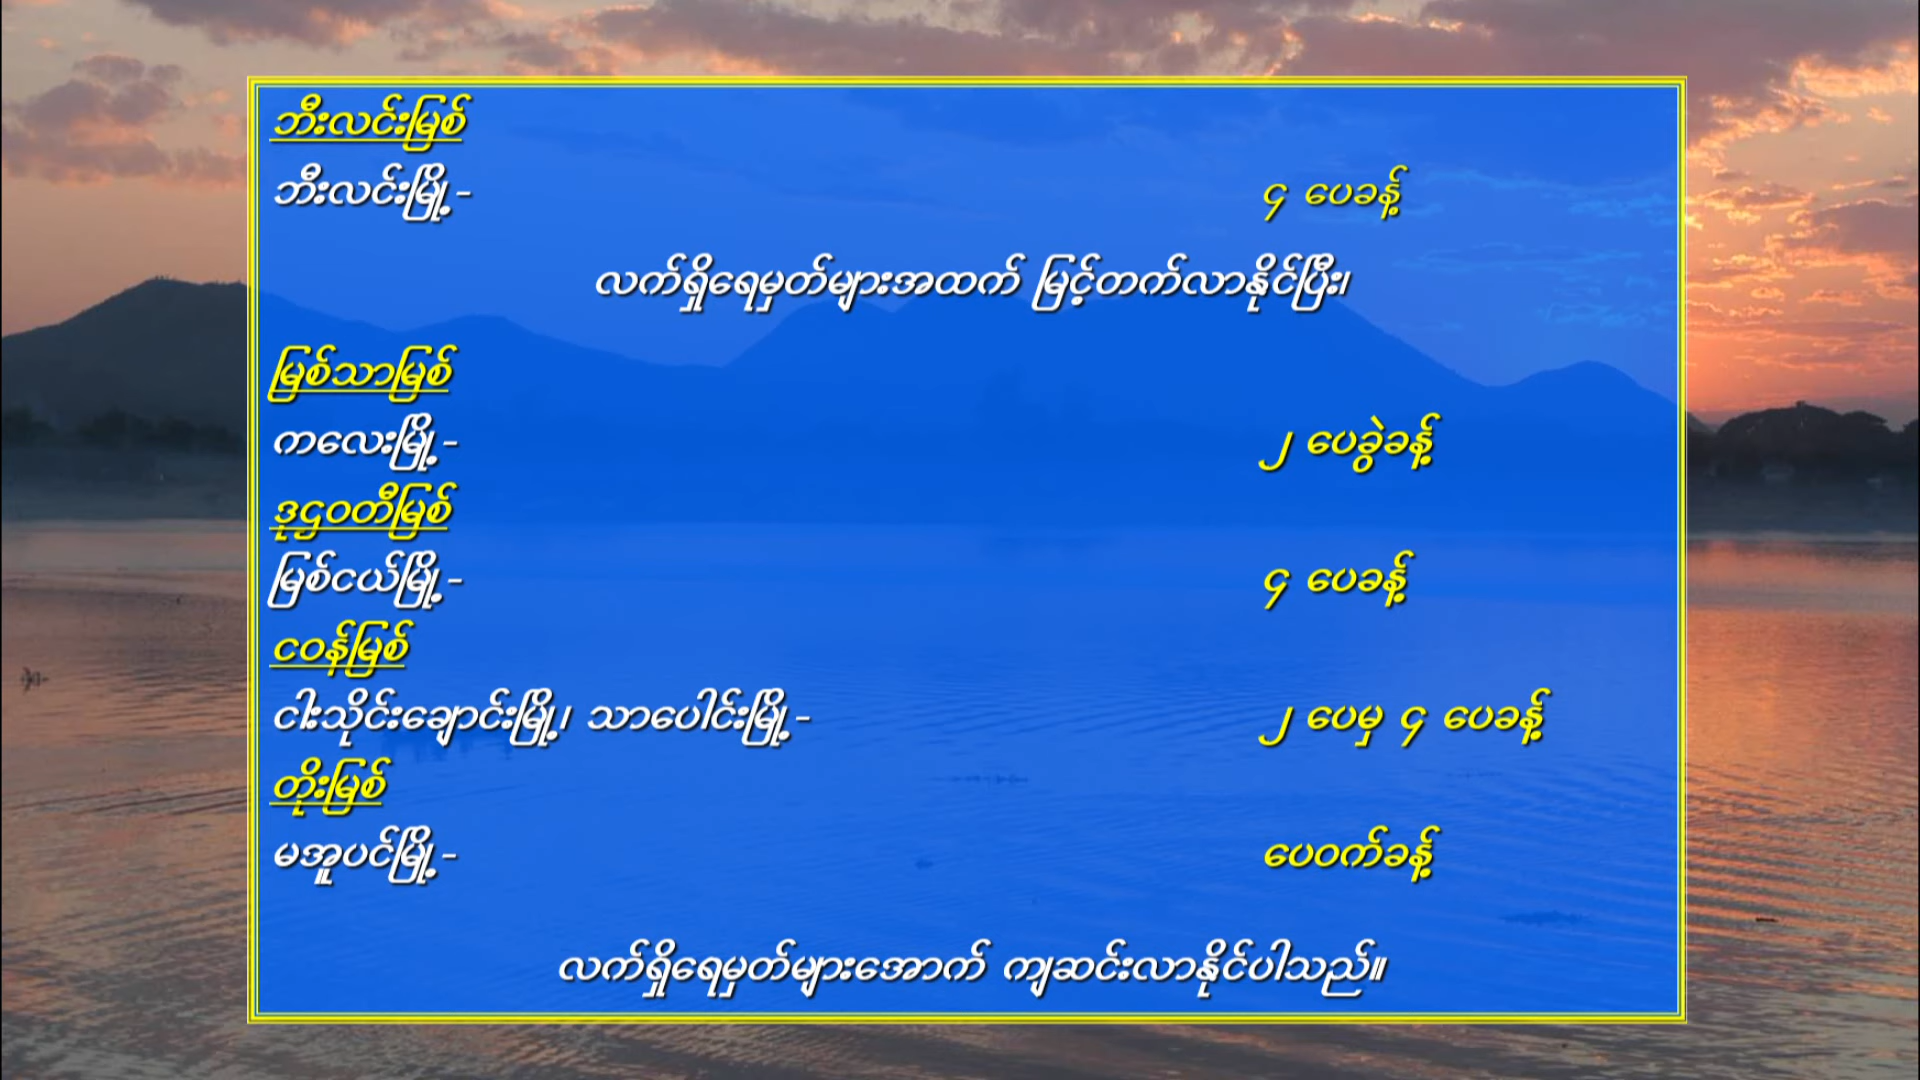 ဘီးလင်းမြစ်
ဘီးလင်းမြို့- ၄ ပေခန့်
လက်ရှိရေမှတ်များအထက် မြင့်တက်လာနိုင်ပြီး၊
မြစ်သာမြစ်
ကလေးမြို့- ၂ ပေခွဲခန့်
ဒုဌဝတီမြစ်
မြစ်ငယ်မြို့- ၄ ပေခန့်
ငဝန်မြစ်
ငါးသိုင်းချောင်းမြို့၊ သာပေါင်းမြို့- ၂ ပေမှ ၄ ပေခန့်
တိုးမြစ်
မအူပင်မြို့- ပေဝက်ခန့်
လက်ရှိရေမှတ်များအောက် ကျဆင်းလာနိုင်ပါသည်။